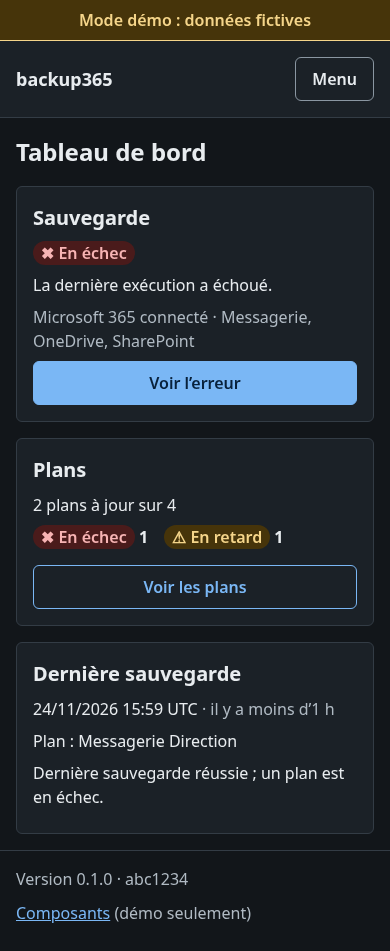 Mode démo : données fictives
backup365
Menu
Tableau de bord
Sauvegarde
✖ En échec
La dernière exécution a échoué.
Microsoft 365 connecté · Messagerie,
OneDrive, SharePoint
Voir l’erreur
Plans
2 plans à jour sur 4
✖ En échec 1 ⚠ En retard 1
Voir les plans
Dernière sauvegarde
24/11/2026 15:59 UTC · il y a moins d’1 h
Plan : Messagerie Direction
Dernière sauvegarde réussie ; un plan est
en échec.
Version 0.1.0 · abc1234
Composants (démo seulement)